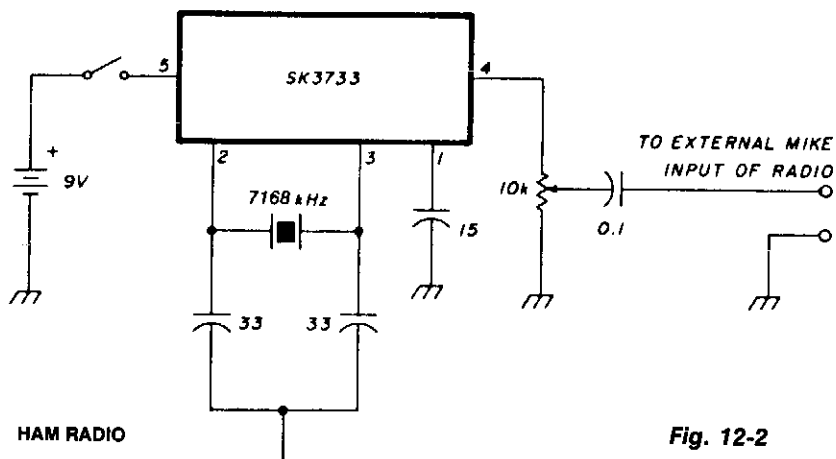 5
SK3733
4
2
3
1
TO EXTERNAL MIKE
INPUT OF RADIO
+
9V
7168 kHz
10k
15
0.1
33
33
HAM RADIO
Fig. 12-2